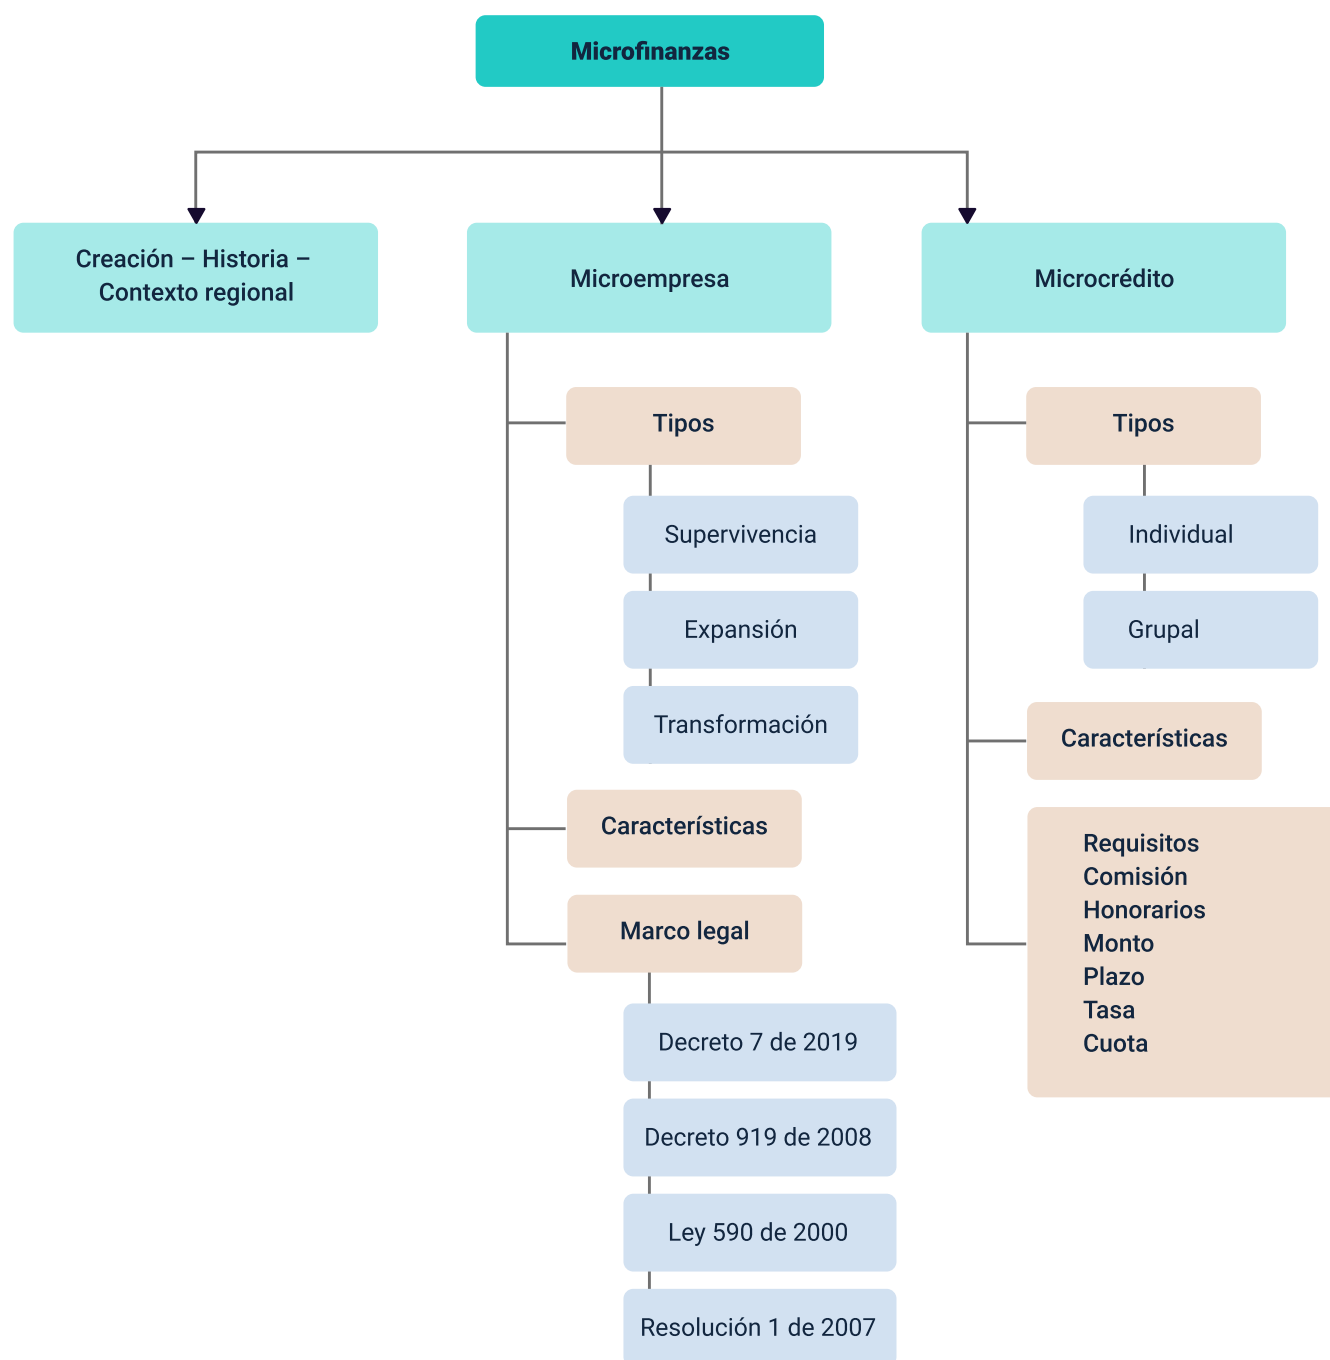 Microfinanzas
Creación – Historia –
Contexto regional
Microempresa
Tipos
Supervivencia
Expansión
Transformación
Características
Marco legal
Decreto 7 de 2019
Decreto 919 de 2008
Ley 590 de 2000
Resolución 1 de 2007
Microcrédito
Tipos
Individual
Grupal
Características
Requisitos
Comisión
Honorarios
Monto
Plazo
Tasa
Cuota